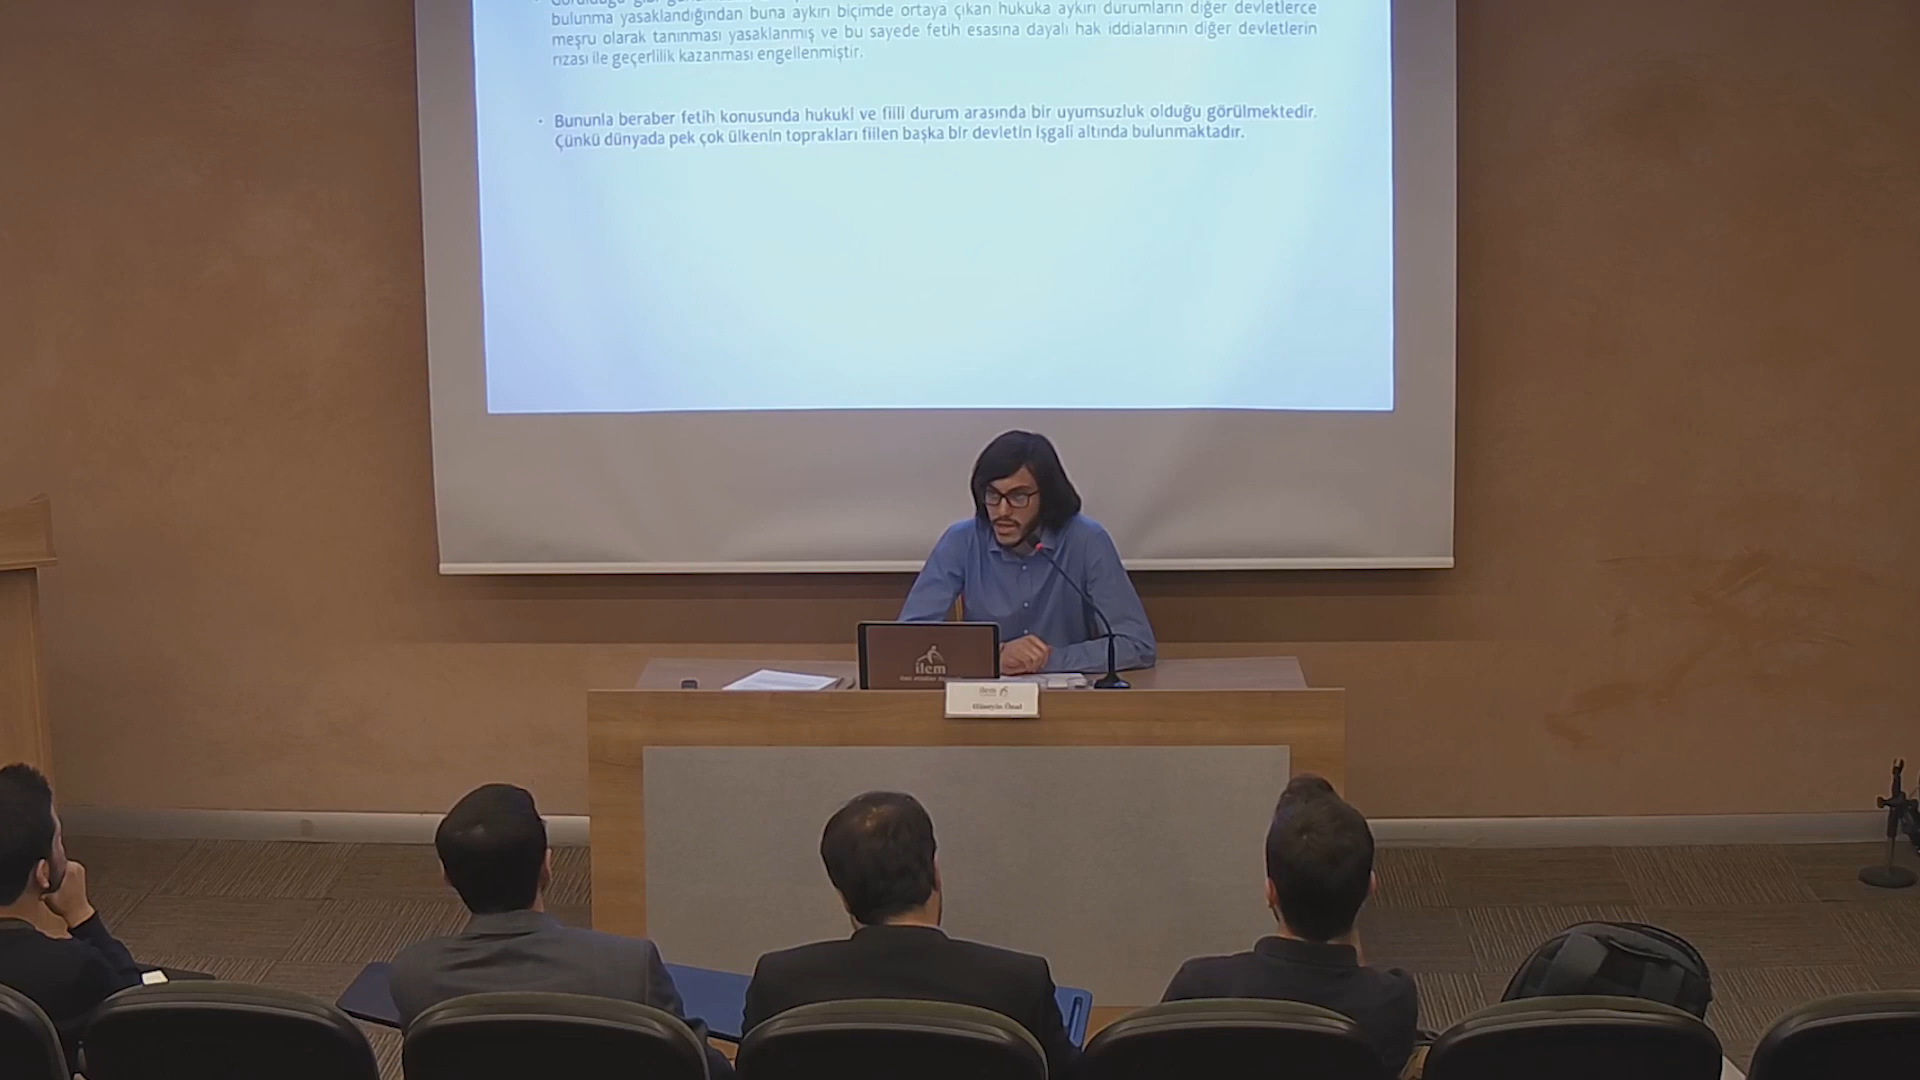 bulunma yasaklandığından buna aykırı biçimde ortaya çıkan hukuka aykırı durumların diğer devletlerce
meşru olarak tanınması yasaklanmış ve bu sayede fetih esasına dayalı hak iddialarının diğer devletlerin
rızası ile geçerlilik kazanması engellenmiştir.
• Bununla beraber fetih konusunda hukuki ve fiili durum arasında bir uyumsuzluk olduğu görülmektedir.
Çünkü dünyada pek çok ülkenin toprakları fiilen başka bir devletin işgali altında bulunmaktadır.
ilem
ilem
Hüseyin Önal